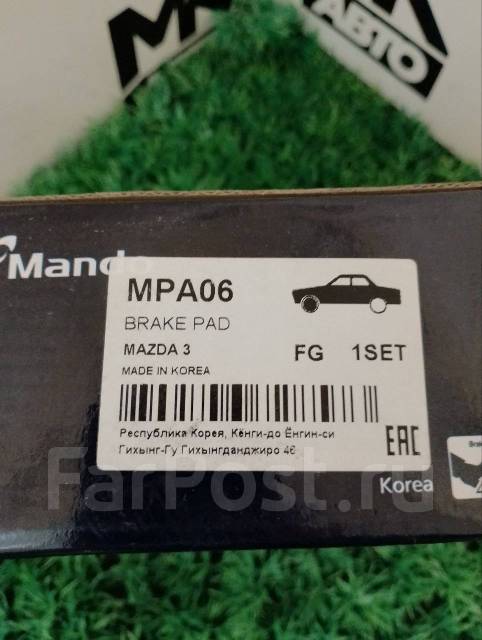 АВТО
Mando
MPA06
BRAKE PAD
MAZDA 3
FG 1SET
MADE IN KOREA
Республика Корея, Кёнги-до Ёнгин-си
Гихынг-Гу Гихынгданджиро 46
EAC
Korea
FarPost.ru